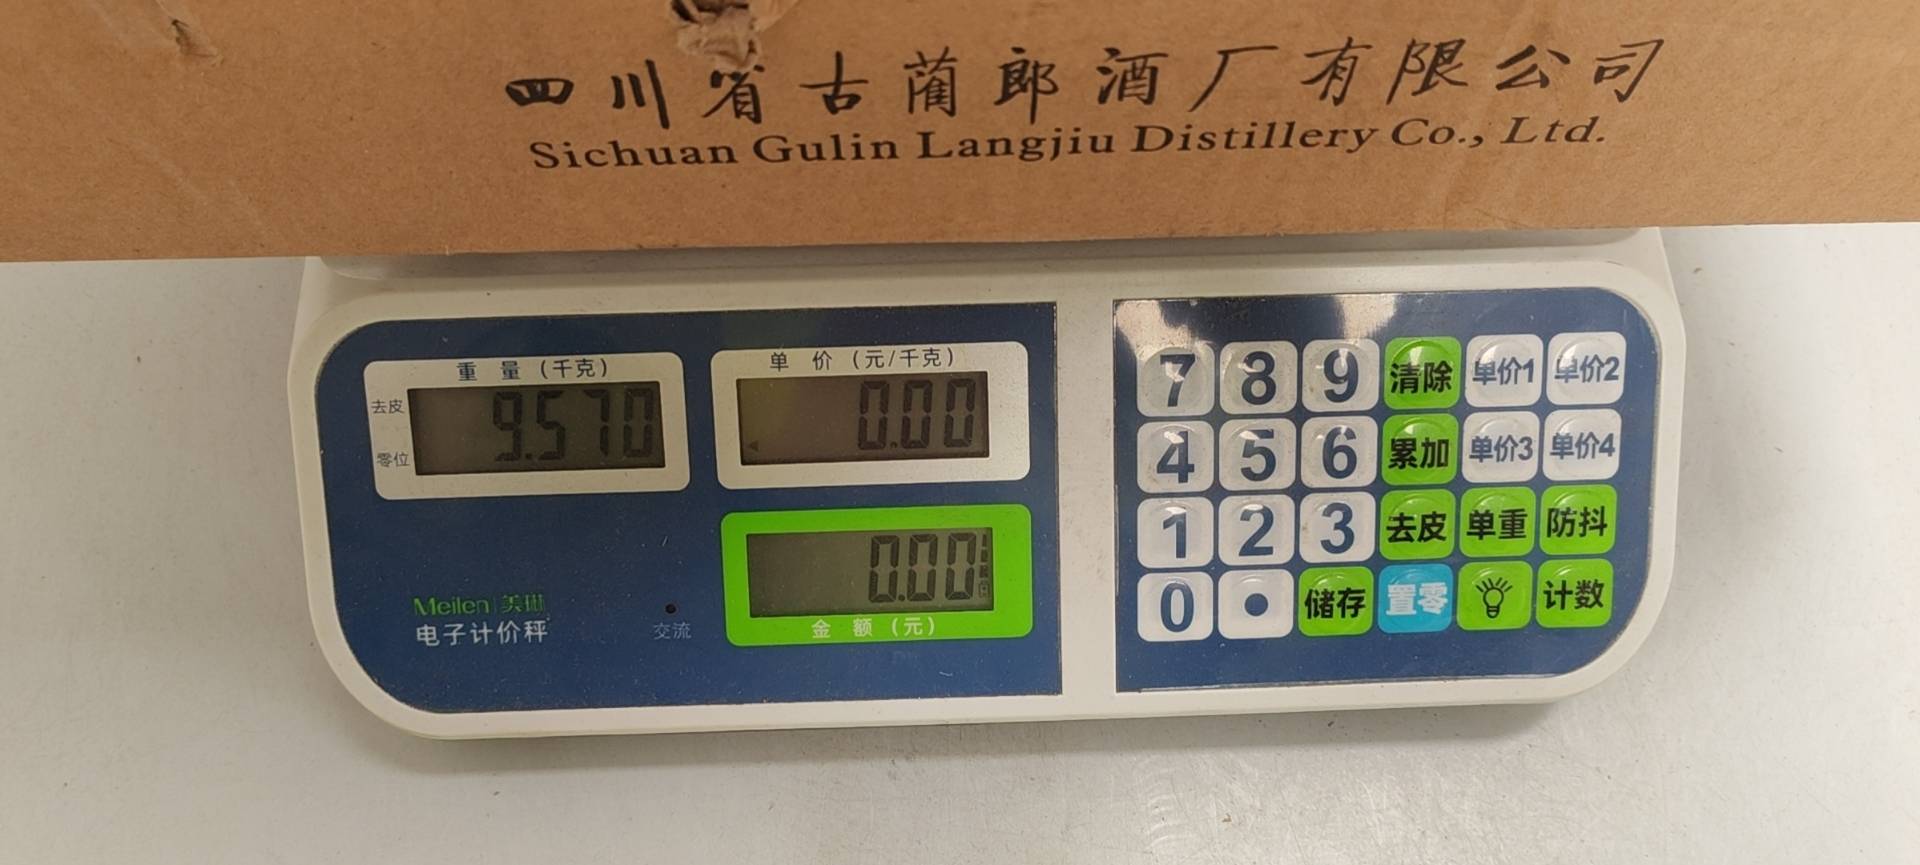 四川省古蔺郎酒厂有限公司
Sichuan Gulin Langjiu Distillery Co., Ltd.
重 量 (千克)
去皮
9.570
零位
单 价 (元/千克)
0.00
0.00
金 额 (元)
Meilen|美琳
电子计价秤
交流
7 8 9 清除 单价1 单价2
4 5 6 累加 单价3 单价4
1 2 3 去皮 单重 防抖
0 • 储存 置零 计数